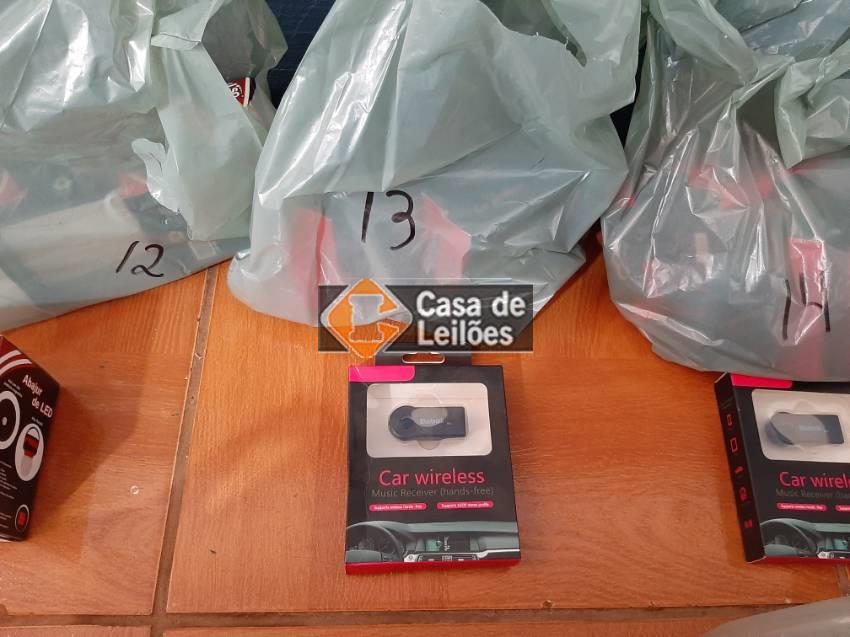 12
13
14
Casa de
Leilões
Abajur
de LED
Car wireless
Music Receiver (hands-free)
Car wirele
Music Receiver (hands-